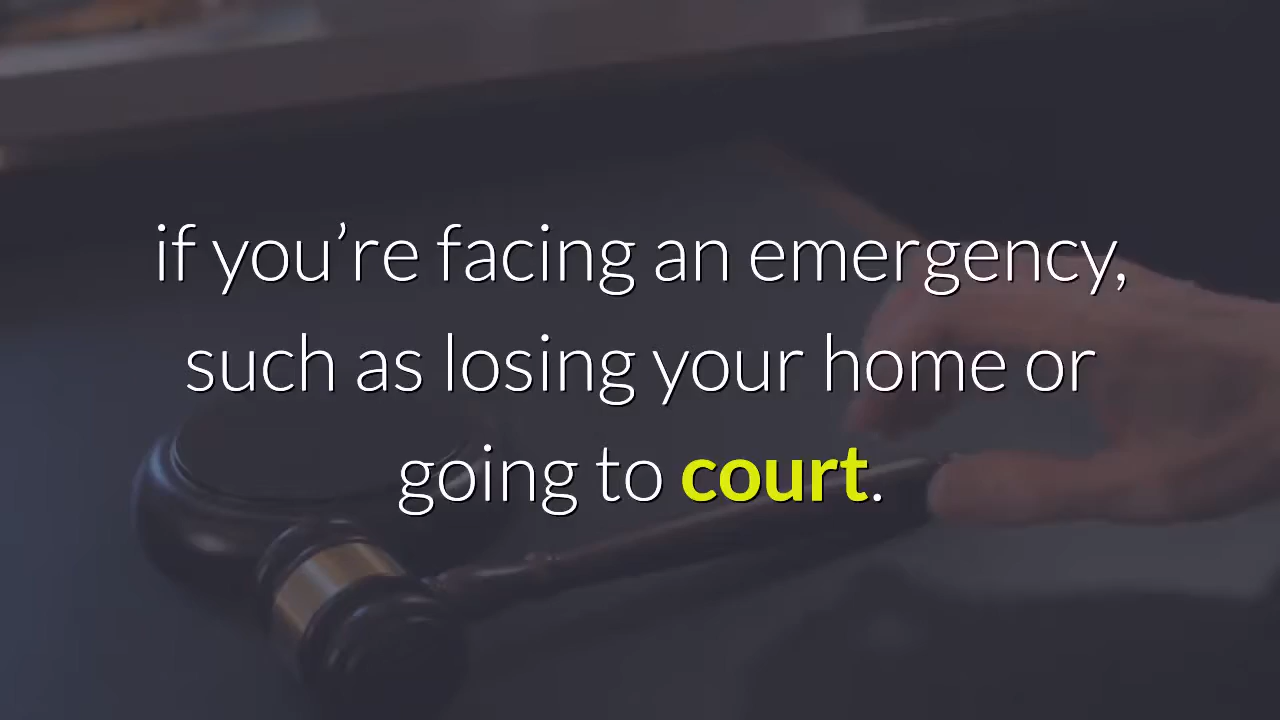 if you’re facing an emergency,
such as losing your home or
going to court.